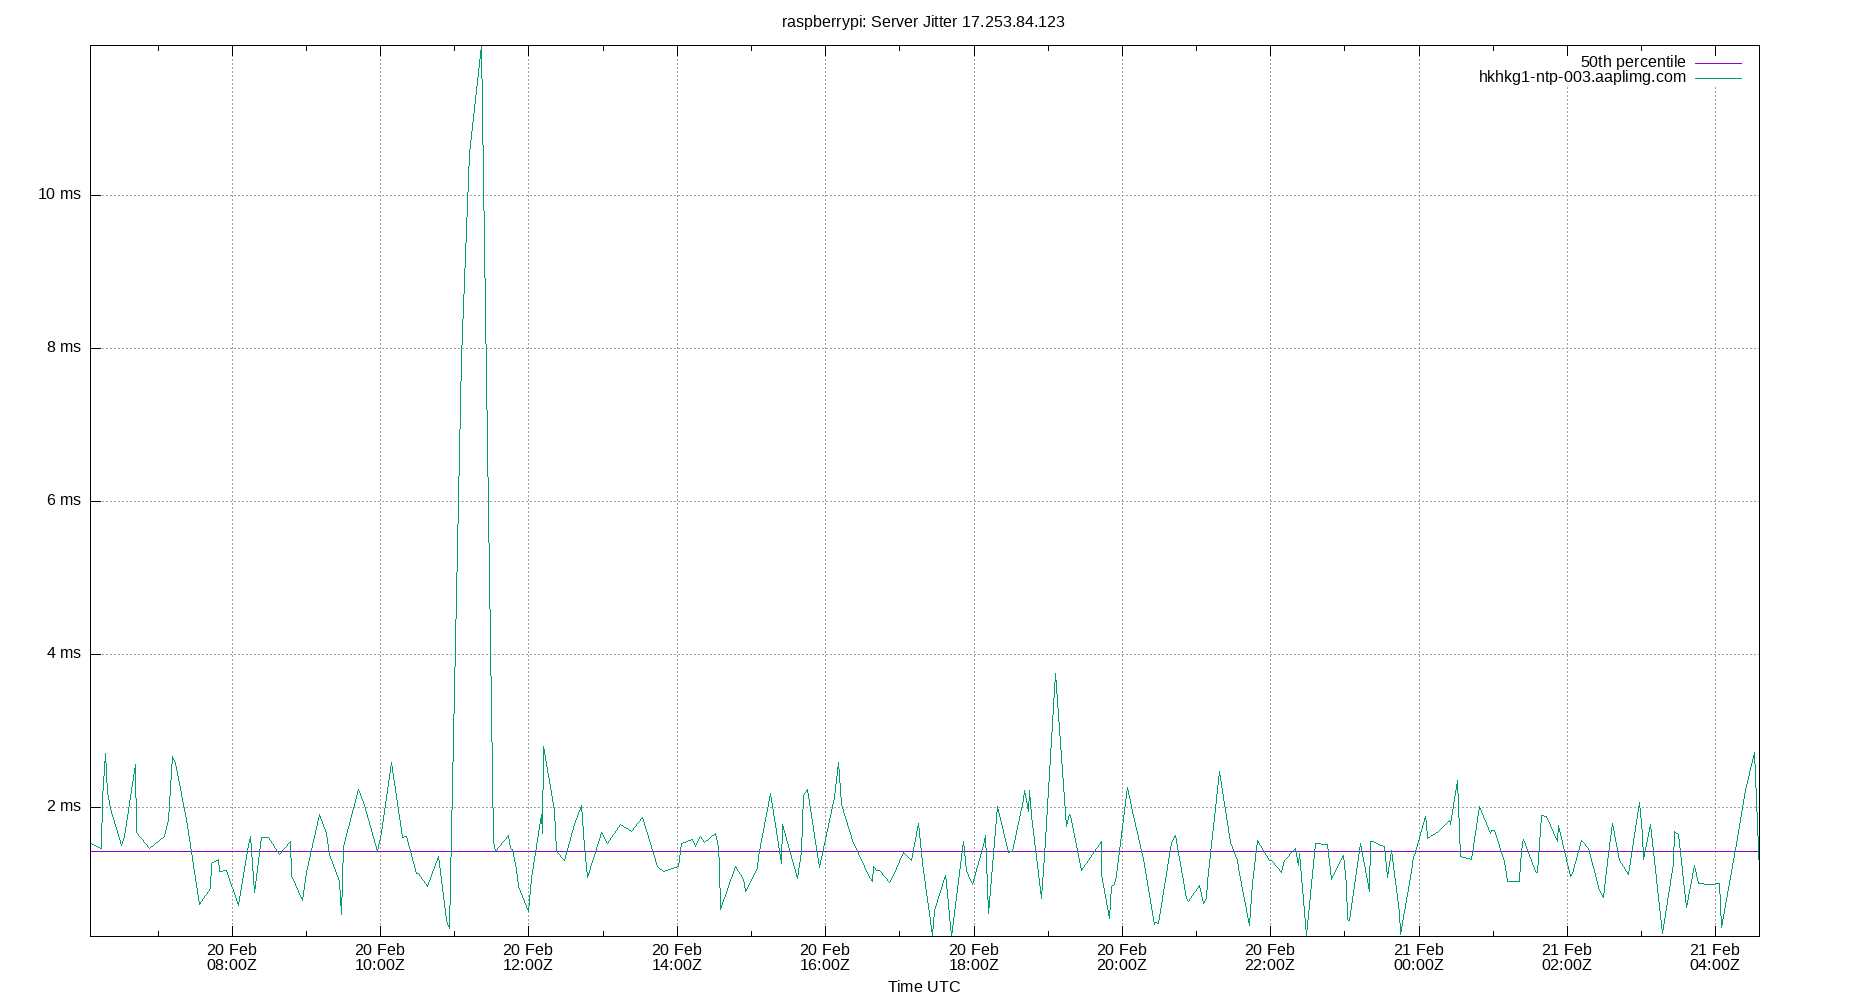 raspberrypi: Server Jitter 17.253.84.123
50th percentile
hkhkg1-ntp-003.aaplimg.com
10 ms
8 ms
6 ms
4 ms
2 ms
20 Feb 20 Feb 20 Feb 20 Feb 20 Feb 20 Feb 20 Feb 20 Feb 21 Feb 21 Feb 21 Feb
08:00Z 10:00Z 12:00Z 14:00Z 16:00Z 18:00Z 20:00Z 22:00Z 00:00Z 02:00Z 04:00Z
Time UTC